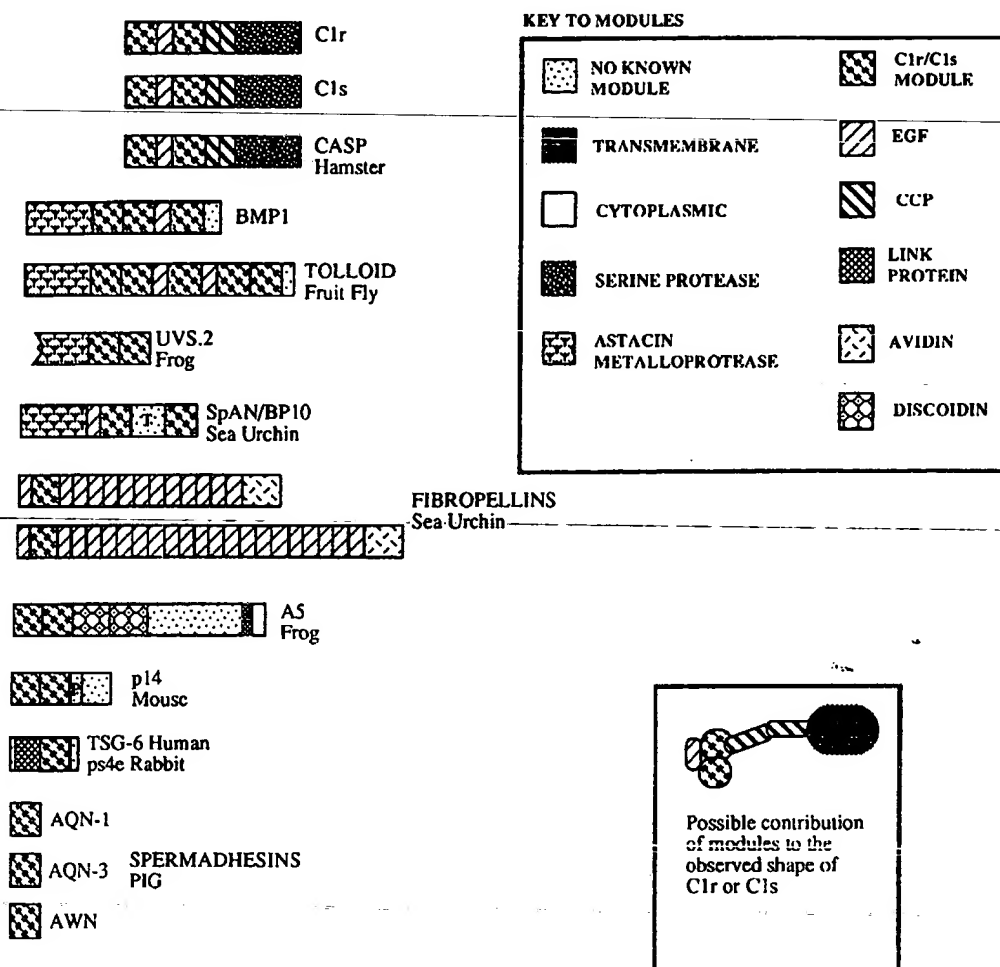 C1r
C1s
CASP
Hamster
BMP1
TOLLOID
Fruit Fly
UVS.2
Frog
T
SpAN/BP10
Sea Urchin
FIBROPELLINS
Sea Urchin
A5
Frog
P
p14
Mouse
TSG-6 Human
ps4e Rabbit
AQN-1
AQN-3
SPERMADHESINS
PIG
AWN
KEY TO MODULES
NO KNOWN
MODULE
TRANSMEMBRANE
CYTOPLASMIC
SERINE PROTEASE
ASTACIN
METALLOPROTEASE
C1r/C1s
MODULE
EGF
CCP
LINK
PROTEIN
AVIDIN
DISCOIDIN
Possible contribution
of modules to the
observed shape of
C1r or C1s